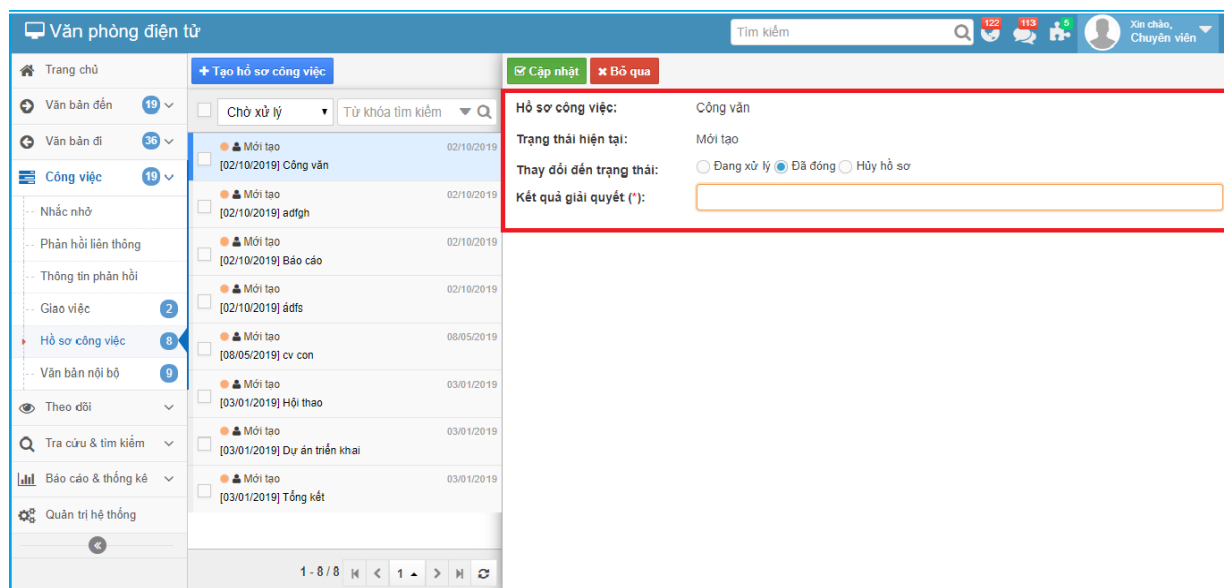 Văn phòng điện tử
Tìm kiếm
122
113
5
Xin chào,
Chuyên viên
Trang chủ
Văn bản đến 19
Văn bản đi 36
Công việc 19
Nhắc nhở
Phản hồi liên thông
Thông tin phản hồi
Giao việc 2
Hồ sơ công việc 8
Văn bản nội bộ 9
Theo dõi
Tra cứu & tìm kiếm
Báo cáo & thống kê
Quản trị hệ thống
+ Tạo hồ sơ công việc
Chờ xử lý Từ khóa tìm kiếm
Mới tạo 02/10/2019
[02/10/2019] Công văn
Mới tạo 02/10/2019
[02/10/2019] adfgh
Mới tạo 02/10/2019
[02/10/2019] Báo cáo
Mới tạo 02/10/2019
[02/10/2019] ádfs
Mới tạo 08/05/2019
[08/05/2019] cv con
Mới tạo 03/01/2019
[03/01/2019] Hội thao
Mới tạo 03/01/2019
[03/01/2019] Dự án triển khai
Mới tạo 03/01/2019
[03/01/2019] Tổng kết
1 - 8 / 8 1
Cập nhật Bỏ qua
Hồ sơ công việc: Công văn
Trạng thái hiện tại: Mới tạo
Thay đổi đến trạng thái: Đang xử lý Đã đóng Hủy hồ sơ
Kết quả giải quyết (*):